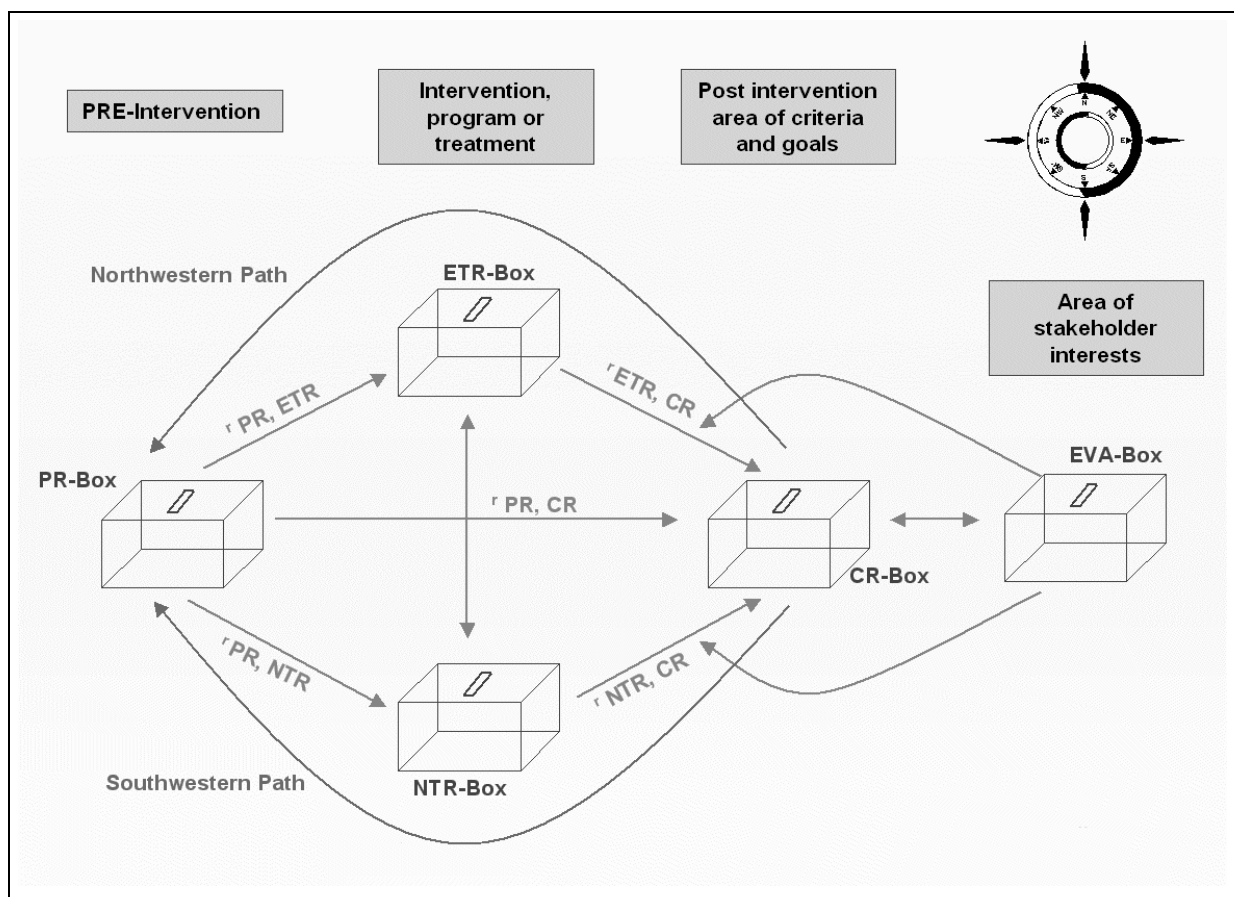 PRE-Intervention
Intervention,
program or
treatment
Post intervention
area of criteria
and goals
N
NE
E
S
Northwestern Path
ETR-Box
Area of
stakeholder
interests
r PR, ETR
r ETR, CR
PR-Box
EVA-Box
r PR, CR
CR-Box
r PR, NTR
r NTR, CR
Southwestern Path
NTR-Box